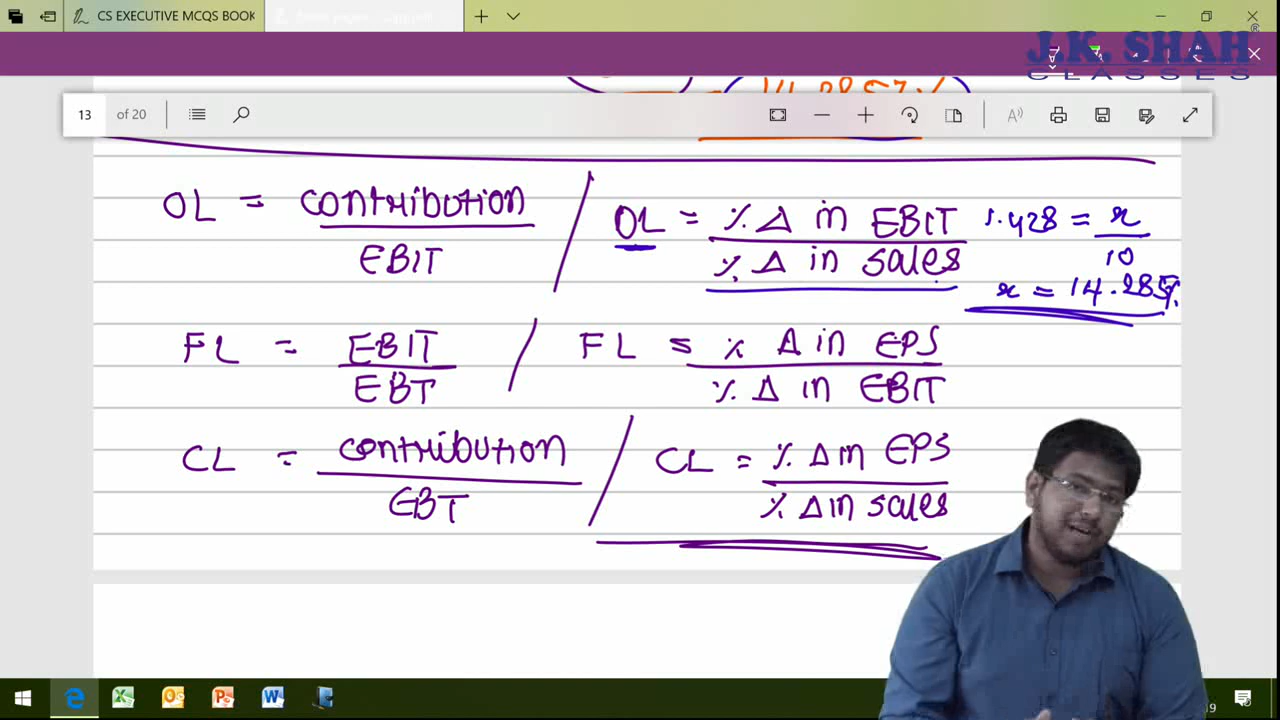 CS EXECUTIVE MCQS BOOK
J.K. SHAH®
CLASSES
13 of 20
OL = contribution / EBIT
OL = % Δ in EBIT / % Δ in sales
1.428 = x / 10
x = 14.285%
FL = EBIT / EBT
FL = % Δ in EPS / % Δ in EBIT
CL = contribution / EBT
CL = % Δ in EPS / % Δ in sales